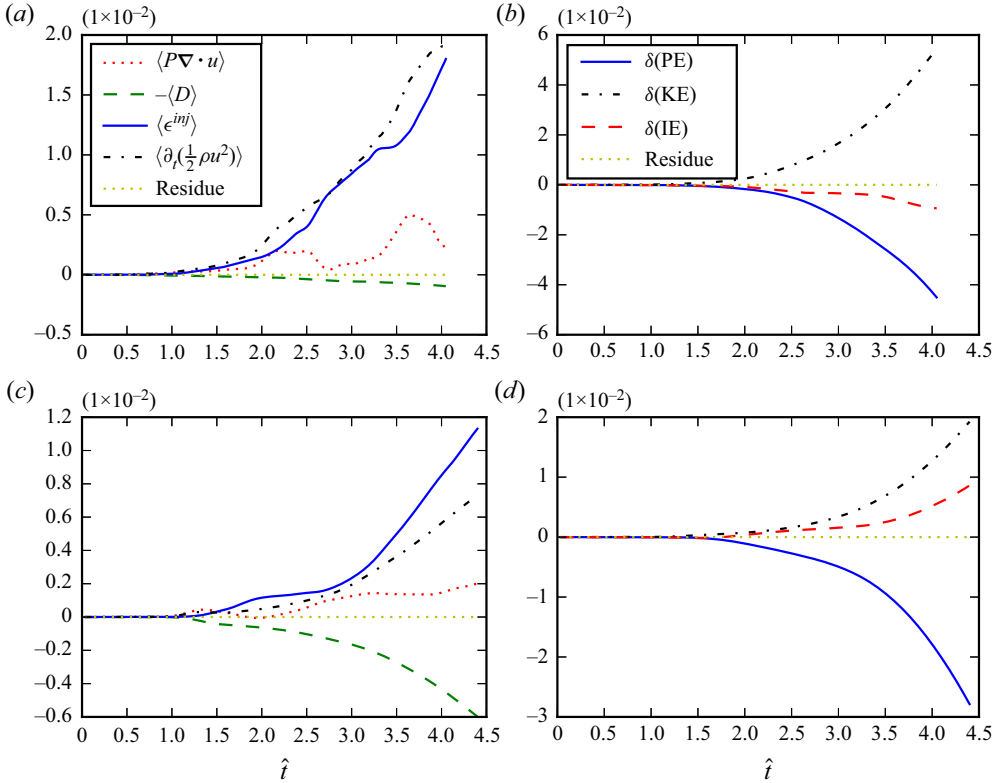 (a)
(1×10⁻²)
2.0
1.5
1.0
0.5
0
–0.5
⟨P∇·u⟩
–⟨D⟩
⟨ϵ^{inj}⟩
⟨∂_t(½ρu²)⟩
Residue
0 0.5 1.0 1.5 2.0 2.5 3.0 3.5 4.0 4.5
(b)
(1×10⁻²)
6
4
2
0
–2
–4
–6
δ(PE)
δ(KE)
δ(IE)
Residue
0 0.5 1.0 1.5 2.0 2.5 3.0 3.5 4.0 4.5
(c)
(1×10⁻²)
1.2
1.0
0.8
0.6
0.4
0.2
0
–0.2
–0.4
–0.6
0 0.5 1.0 1.5 2.0 2.5 3.0 3.5 4.0 4.5
t̂
(d)
(1×10⁻²)
2
1
0
–1
–2
–3
0 0.5 1.0 1.5 2.0 2.5 3.0 3.5 4.0 4.5
t̂